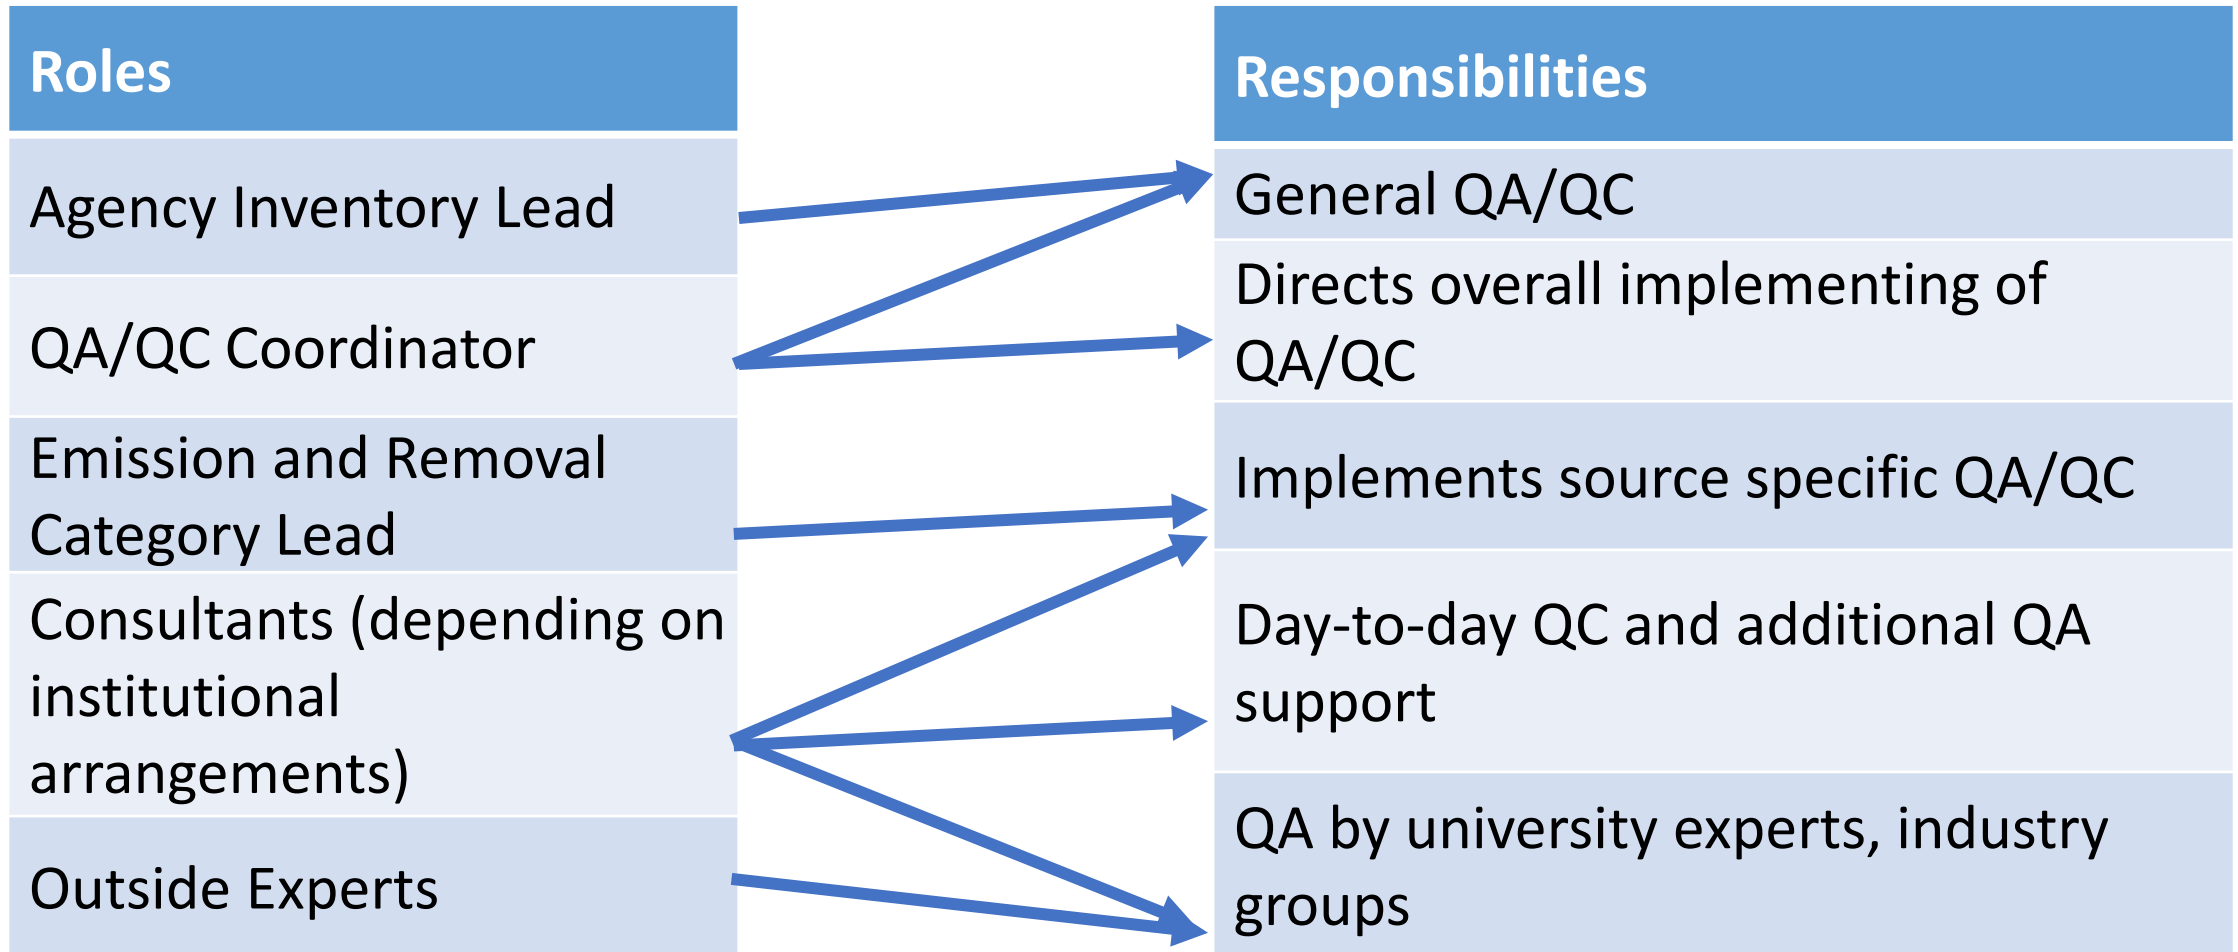 Roles
Agency Inventory Lead
QA/QC Coordinator
Emission and Removal
Category Lead
Consultants (depending on
institutional
arrangements)
Outside Experts
Responsibilities
General QA/QC
Directs overall implementing of
QA/QC
Implements source specific QA/QC
Day-to-day QC and additional QA
support
QA by university experts, industry
groups